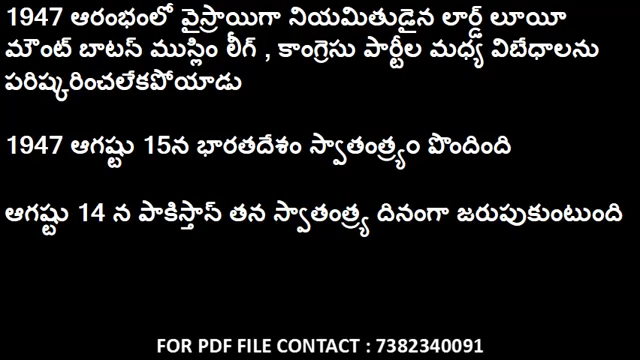 1947 ఆరంభంలో వైస్రాయిగా నియమితుడైన లార్డ్ లూయీ
మౌంట్ బాటస్ ముస్లిం లీగ్ , కాంగ్రెసు పార్టీల మధ్య విబేధాలను
పరిష్కరించలేకపోయాడు
1947 ఆగష్టు 15న భారతదేశం స్వాతంత్ర్యం పొందింది
ఆగష్టు 14 న పాకిస్తాస్ తన స్వాతంత్ర్య దినంగా జరుపుకుంటుంది
FOR PDF FILE CONTACT : 7382340091